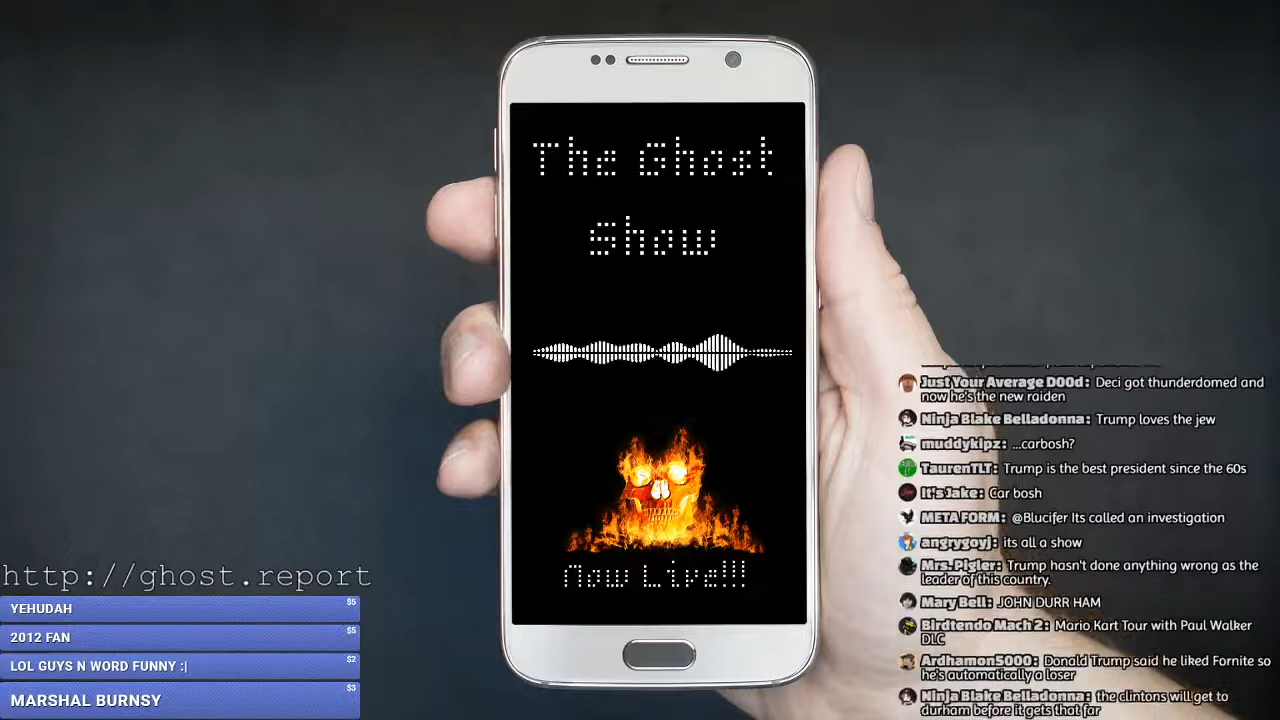 The Ghost
Show
Now Live!!!
http://ghost.report
YEHUDAH $5
2012 FAN $5
LOL GUYS N WORD FUNNY :| $2
MARSHAL BURNSY $3
Just Your Average D00d: Deci got thunderdomed and
now he's the new raiden
Ninja Blake Belladonna: Trump loves the jew
muddykipz: ...carbosh?
TaurenTLT: Trump is the best president since the 60s
It's Jake: Car bosh
META FORM: @Blucifer Its called an investigation
angrygoyj: its all a show
Mrs. Pigler: Trump hasn't done anything wrong as the
leader of this country.
Mary Bell: JOHN DURR HAM
Birdtendo Mach 2: Mario Kart Tour with Paul Walker
DLC
Ardhamon5000: Donald Trump said he liked Fornite so
he's automatically a loser
Ninja Blake Belladonna: the clintons will get to
durham before it gets that far